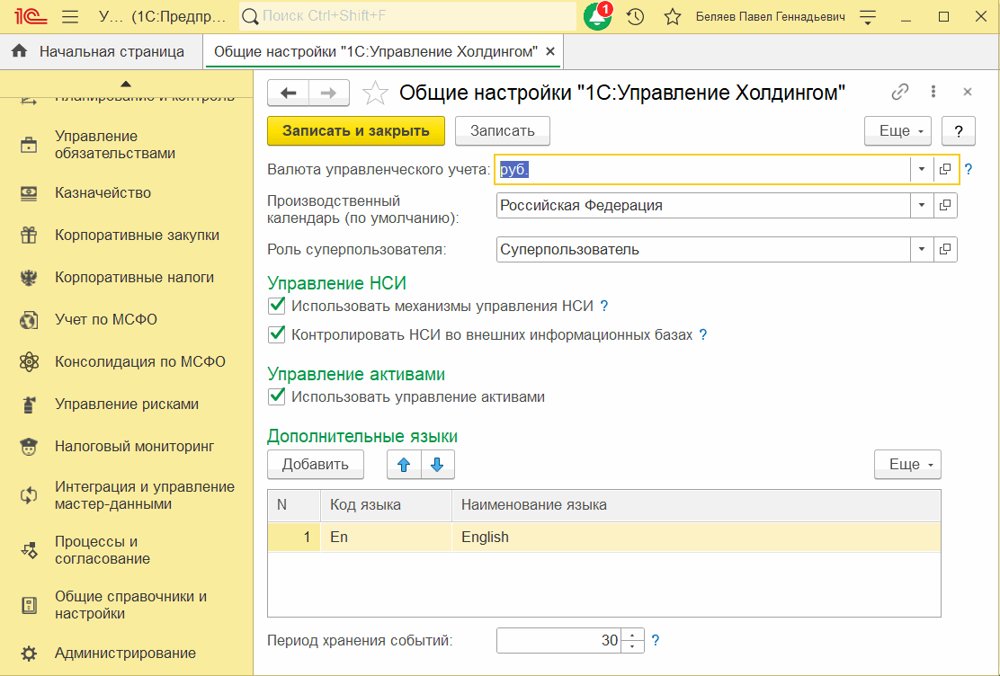 1С У... (1С:Предпр... Поиск Ctrl+Shift+F 1 Беляев Павел Геннадьевич
Начальная страница Общие настройки "1С:Управление Холдингом"
Планирование и контроль
Управление
обязательствами
Казначейство
Корпоративные закупки
Корпоративные налоги
Учет по МСФО
Консолидация по МСФО
Управление рисками
Налоговый мониторинг
Интеграция и управление
мастер-данными
Процессы и
согласование
Общие справочники и
настройки
Администрирование
Общие настройки "1С:Управление Холдингом"
Записать и закрыть Записать Еще ?
Валюта управленческого учета: руб. ?
Производственный
календарь (по умолчанию): Российская Федерация
Роль суперпользователя: Суперпользователь
Управление НСИ
Использовать механизмы управления НСИ ?
Контролировать НСИ во внешних информационных базах ?
Управление активами
Использовать управление активами
Дополнительные языки
Добавить Еще
N Код языка Наименование языка
1 En English
Период хранения событий: 30 ?